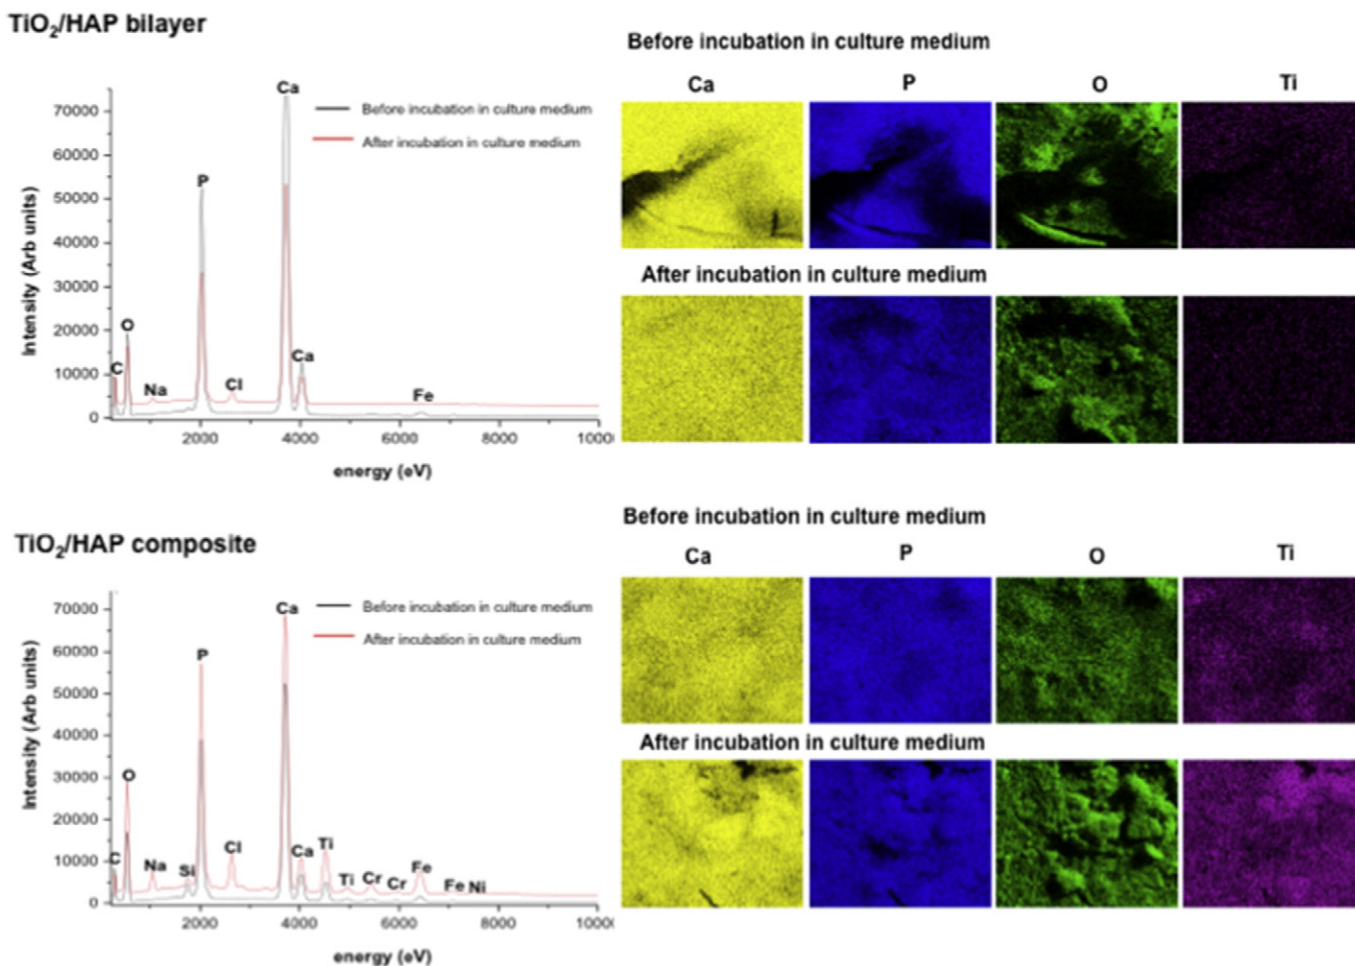 TiO2/HAP bilayer
Before incubation in culture medium
Ca P O Ti
Ca
Before incubation in culture medium
After incubation in culture medium
P
O
C
Na
Cl
Ca
Fe
70000
60000
50000
40000
30000
20000
10000
0
Intensity (Arb units)
2000 4000 6000 8000 1000
energy (eV)
After incubation in culture medium
TiO2/HAP composite
Before incubation in culture medium
Ca P O Ti
Ca
Before incubation in culture medium
After incubation in culture medium
P
O
C
Na
Si
Cl
Ca
Ti
Ti
Cr
Cr
Fe
Fe
Ni
70000
60000
50000
40000
30000
20000
10000
0
Intensity (Arb units)
2000 4000 6000 8000 1000
energy (eV)
After incubation in culture medium